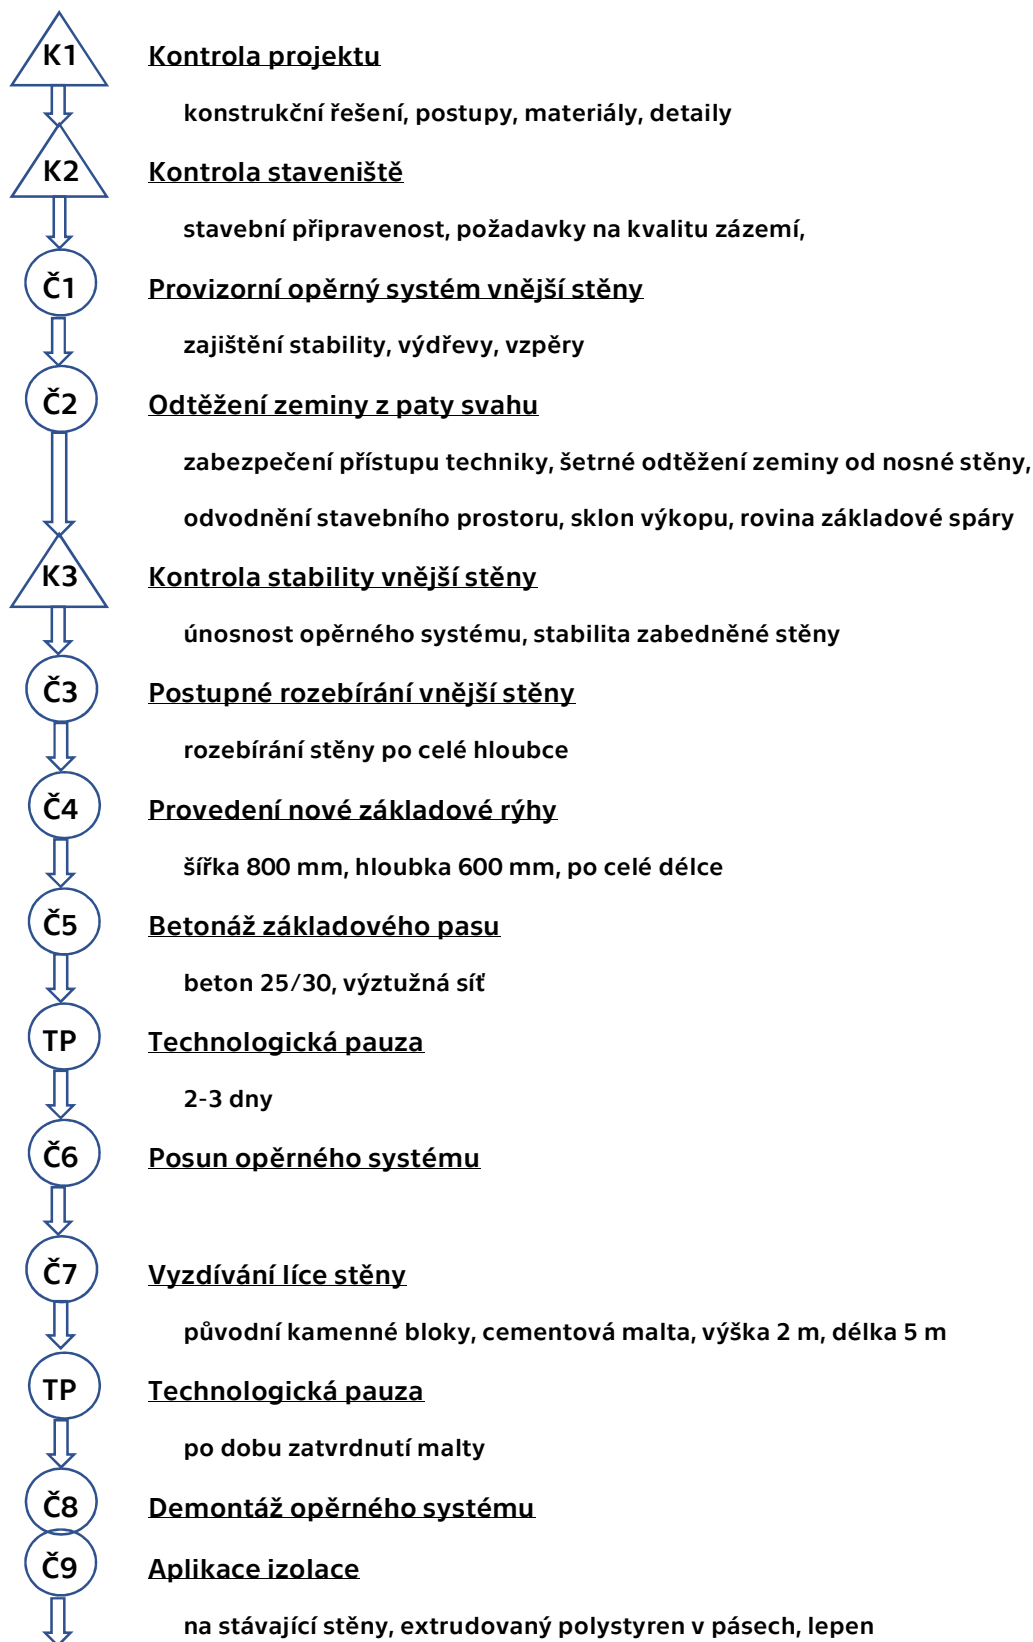 K1 Kontrola projektu
konstrukční řešení, postupy, materiály, detaily
K2 Kontrola staveniště
stavební připravenost, požadavky na kvalitu zázemí,
Č1 Provizorní opěrný systém vnější stěny
zajištění stability, výdřevy, vzpěry
Č2 Odtěžení zeminy z paty svahu
zabezpečení přístupu techniky, šetrné odtěžení zeminy od nosné stěny,
odvodnění stavebního prostoru, sklon výkopu, rovina základové spáry
K3 Kontrola stability vnější stěny
únosnost opěrného systému, stabilita zabedněné stěny
Č3 Postupné rozebírání vnější stěny
rozebírání stěny po celé hloubce
Č4 Provedení nové základové rýhy
šířka 800 mm, hloubka 600 mm, po celé délce
Č5 Betonáž základového pasu
beton 25/30, výztužná síť
TP Technologická pauza
2-3 dny
Č6 Posun opěrného systému
Č7 Vyzdívání líce stěny
původní kamenné bloky, cementová malta, výška 2 m, délka 5 m
TP Technologická pauza
po dobu zatvrdnutí malty
Č8 Demontáž opěrného systému
Č9 Aplikace izolace
na stávající stěny, extrudovaný polystyren v pásech, lepen